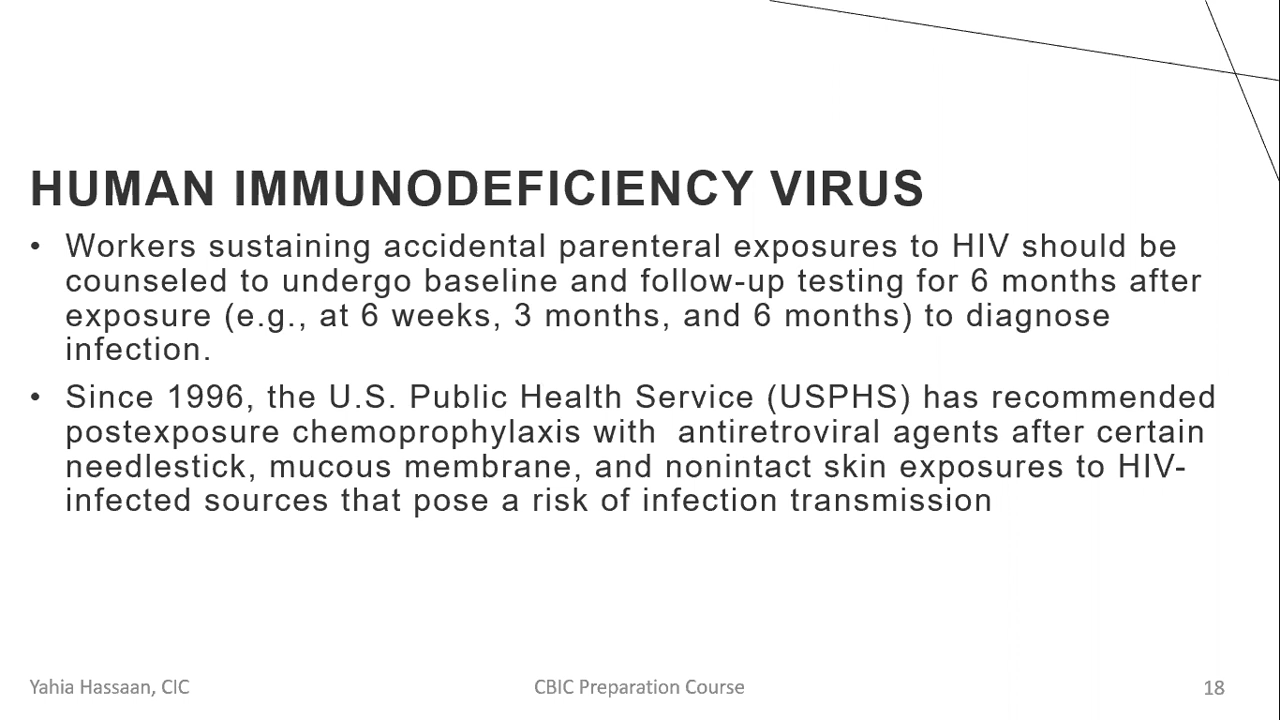 HUMAN IMMUNODEFICIENCY VIRUS
• Workers sustaining accidental parenteral exposures to HIV should be
counseled to undergo baseline and follow-up testing for 6 months after
exposure (e.g., at 6 weeks, 3 months, and 6 months) to diagnose
infection.
• Since 1996, the U.S. Public Health Service (USPHS) has recommended
postexposure chemoprophylaxis with  antiretroviral agents after certain
needlestick, mucous membrane, and nonintact skin exposures to HIV-
infected sources that pose a risk of infection transmission
Yahia Hassaan, CIC
CBIC Preparation Course
18